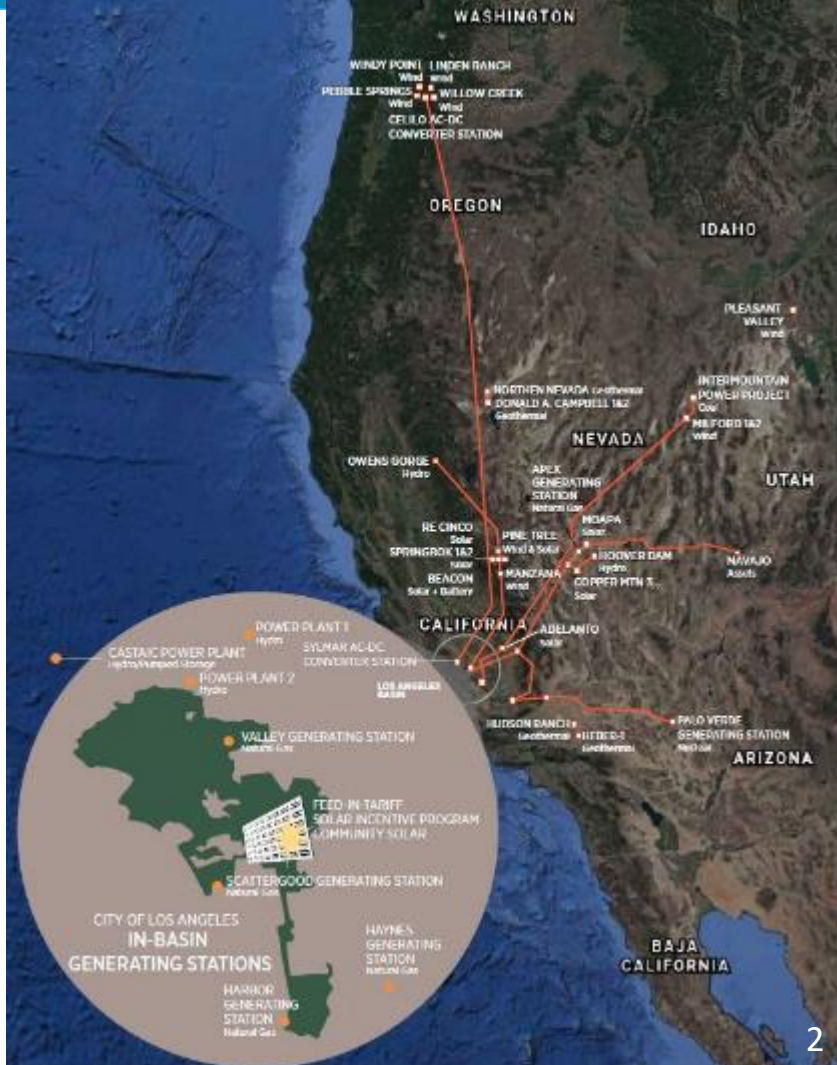 WASHINGTON
WINDY POINT
Wind
LINDEN RANCH
Wind
PEBBLE SPRINGS
Wind
WILLOW CREEK
Wind
CELILO AC-DC
CONVERTER STATION
OREGON
IDAHO
PLEASANT
VALLEY
Wind
NORTHEN NEVADA Geothermal
DONALD A. CAMPBELL 1&2
Geothermal
INTERMOUNTAIN
POWER PROJECT
Coal
MILFORD 1&2
Wind
NEVADA
UTAH
OWENS GORGE
Hydro
APEX
GENERATING
STATION
Natural Gas
MOAPA
Solar
RE CINCO
Solar
SPRINGBOK 1&2
Solar
BEACON
Solar + Battery
PINE TREE
Wind & Solar
MANZANA
Wind
HOOVER DAM
Hydro
COPPER MTN 3
Solar
NAVAJO
Assets
CALIFORNIA
ADELANTO
Solar
SYLMAR AC-DC
CONVERTER STATION
LOS ANGELES
BASIN
HUDSON RANCH
Geothermal
HEBER-1
Geothermal
PALO VERDE
GENERATING STATION
Nuclear
ARIZONA
BAJA
CALIFORNIA
POWER PLANT 1
Hydro
CASTAIC POWER PLANT
Hydro/Pumped Storage
POWER PLANT 2
Hydro
VALLEY GENERATING STATION
Natural Gas
FEED-IN-TARIFF
SOLAR INCENTIVE PROGRAM
COMMUNITY SOLAR
SCATTERGOOD GENERATING STATION
Natural Gas
CITY OF LOS ANGELES
IN-BASIN
GENERATING STATIONS
HAYNES
GENERATING
STATION
Natural Gas
HARBOR
GENERATING
STATION
Natural Gas
2